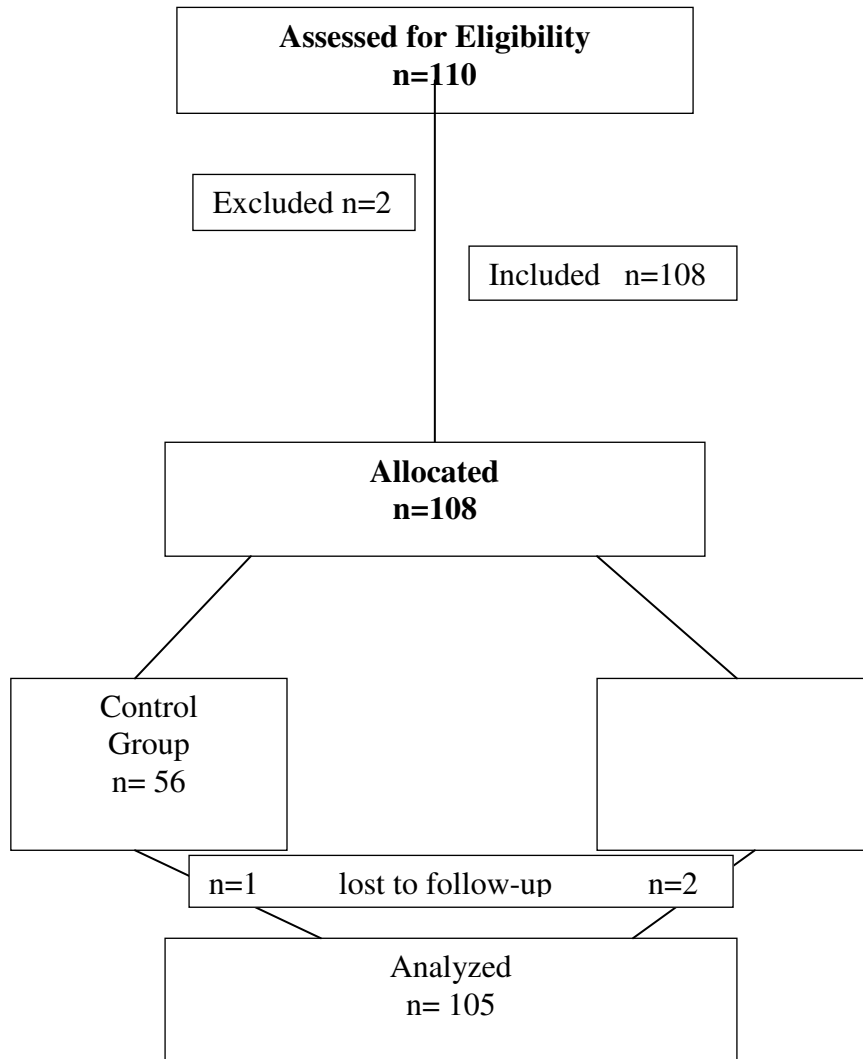 Assessed for Eligibility
n=110
Excluded n=2
Included n=108
Allocated
n=108
Control
Group
n= 56
n=1 lost to follow-up n=2
Analyzed
n= 105